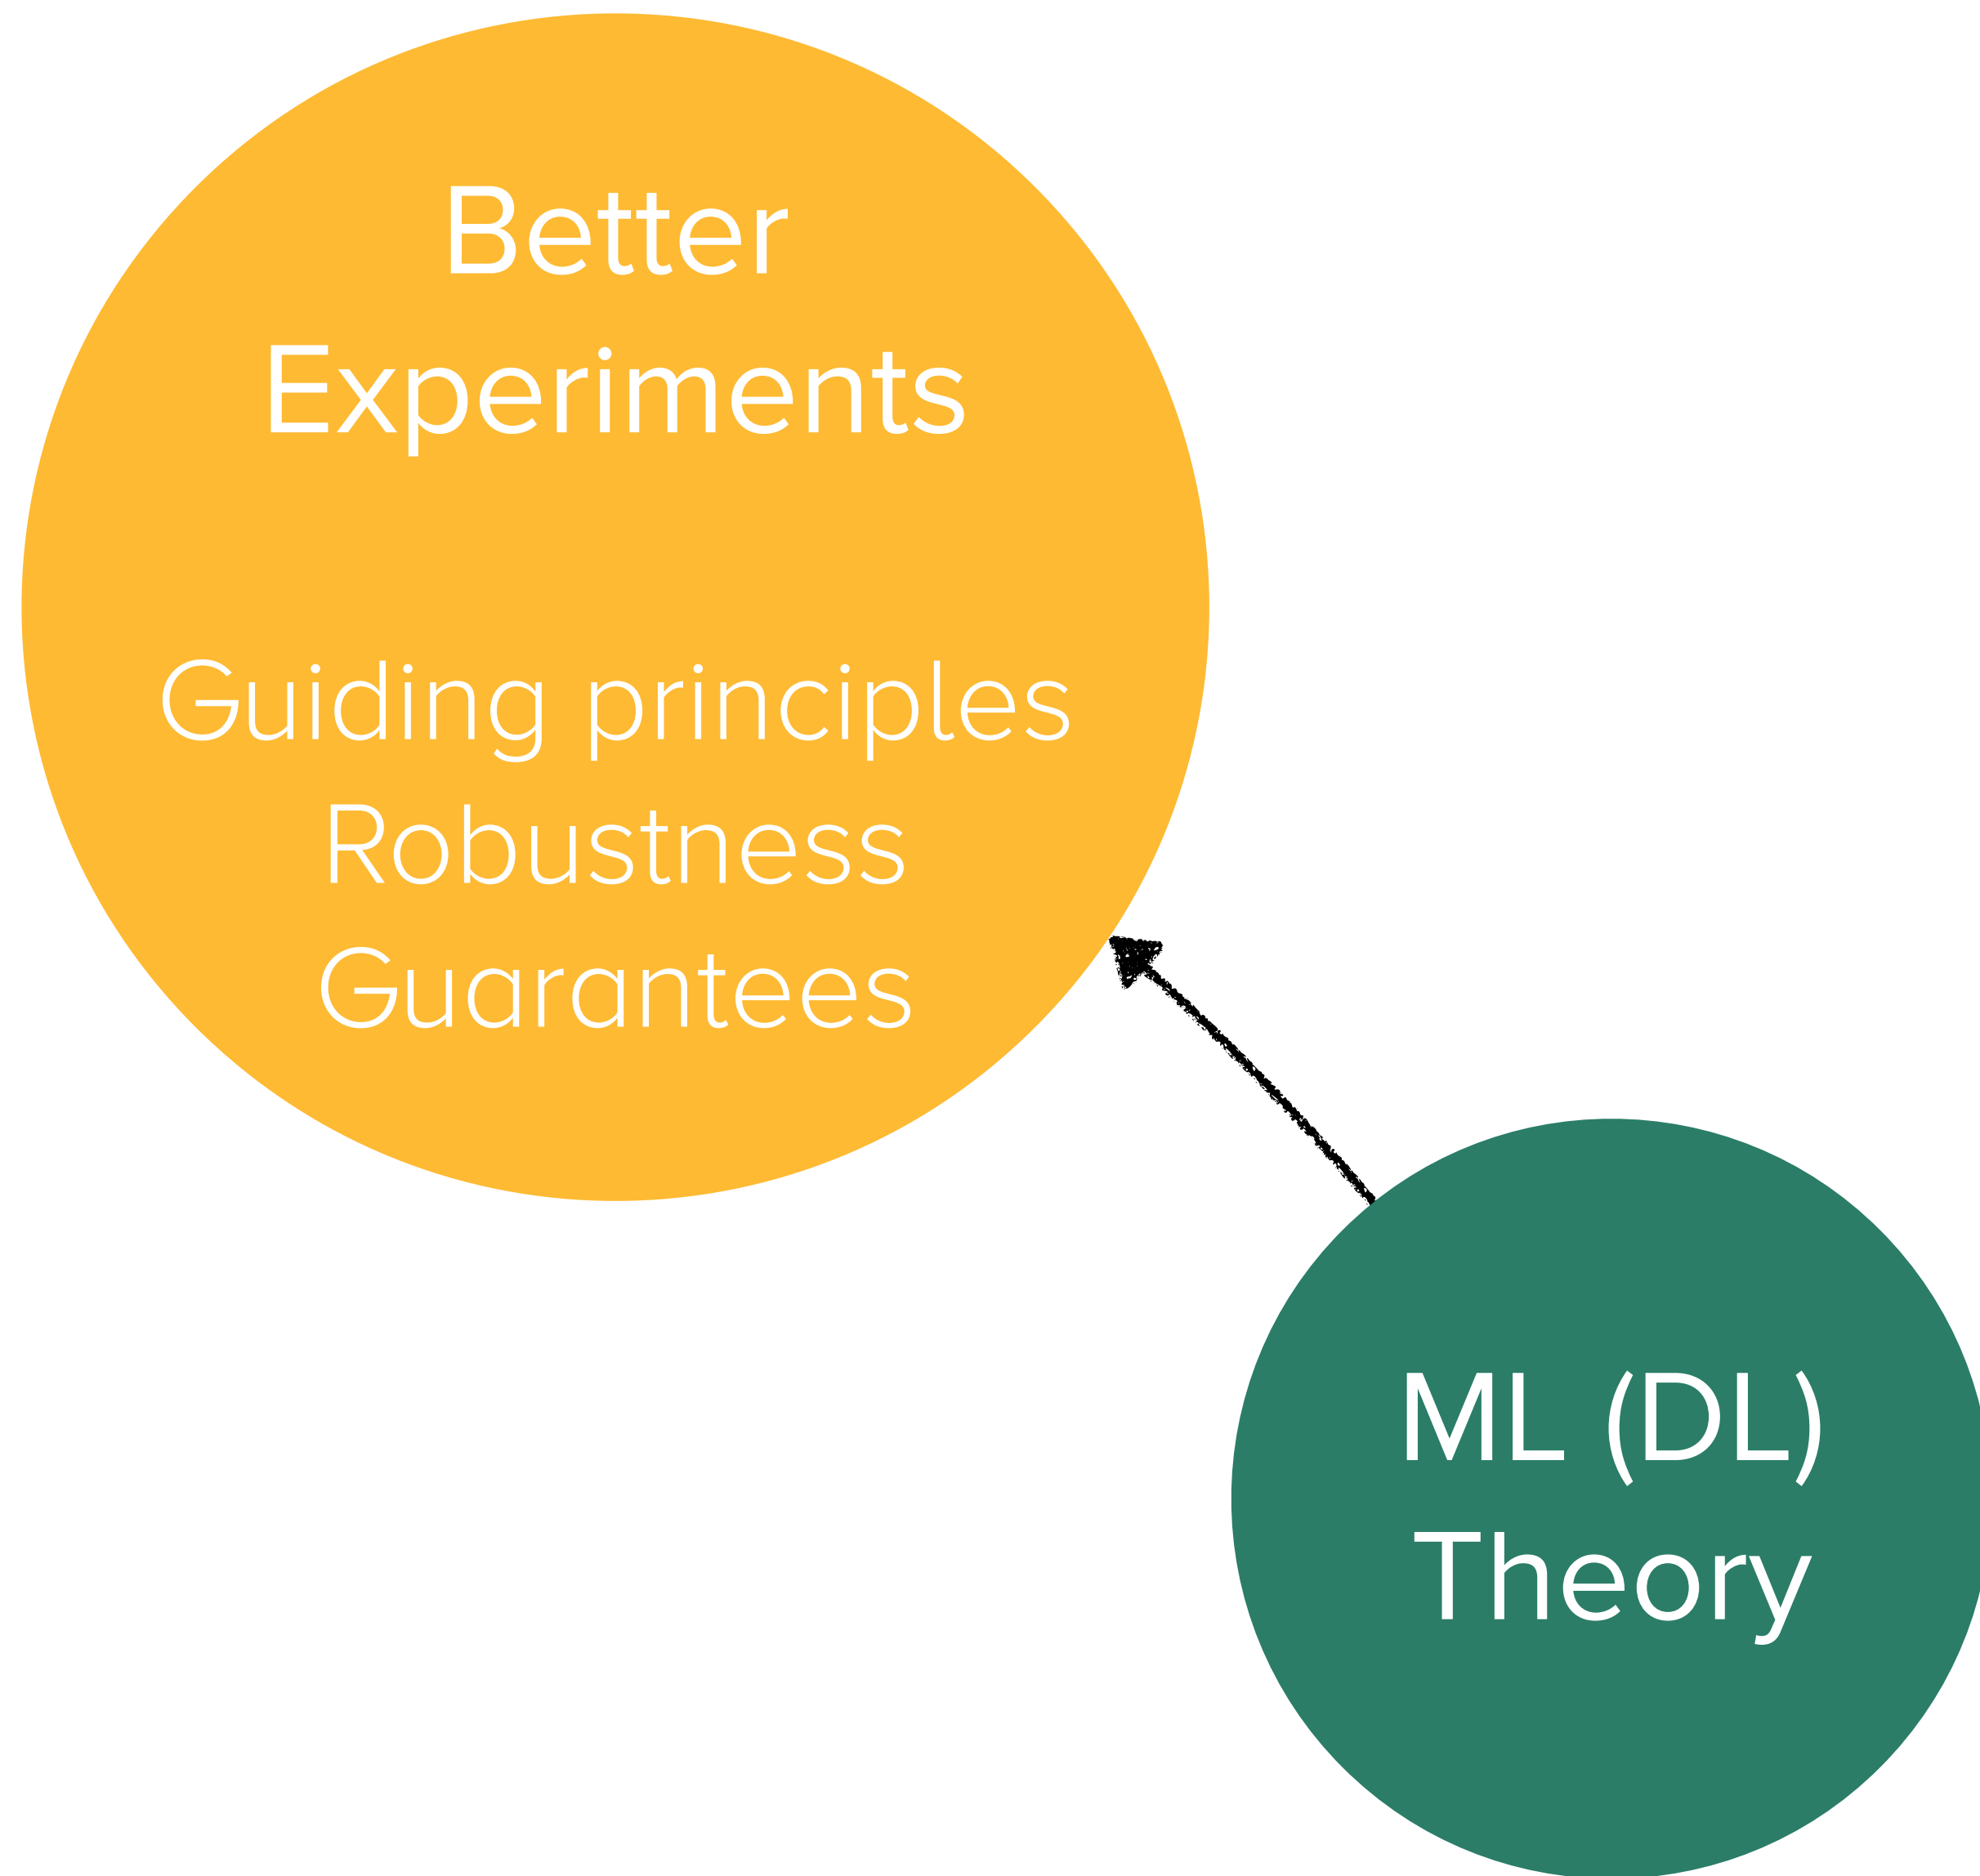 Better
Experiments
Guiding principles
Robustness
Guarantees
ML (DL)
Theory